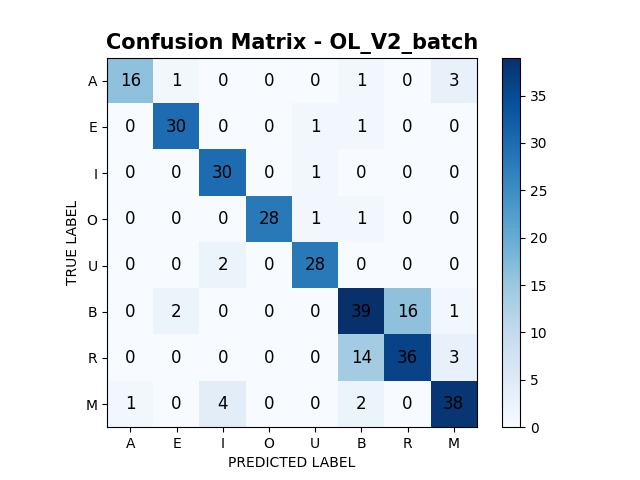 Confusion Matrix - OL_V2_batch
TRUE LABEL
A 16 1 0 0 0 1 0 3
E 0 30 0 0 1 1 0 0
I 0 0 30 0 1 0 0 0
O 0 0 0 28 1 1 0 0
U 0 0 2 0 28 0 0 0
B 0 2 0 0 0 39 16 1
R 0 0 0 0 0 14 36 3
M 1 0 4 0 0 2 0 38
A E I O U B R M
PREDICTED LABEL
35
30
25
20
15
10
5
0